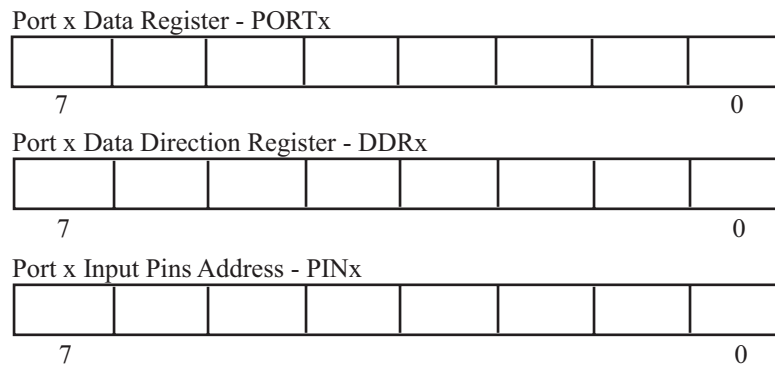 Port x Data Register - PORTx
7 0
Port x Data Direction Register - DDRx
7 0
Port x Input Pins Address - PINx
7 0